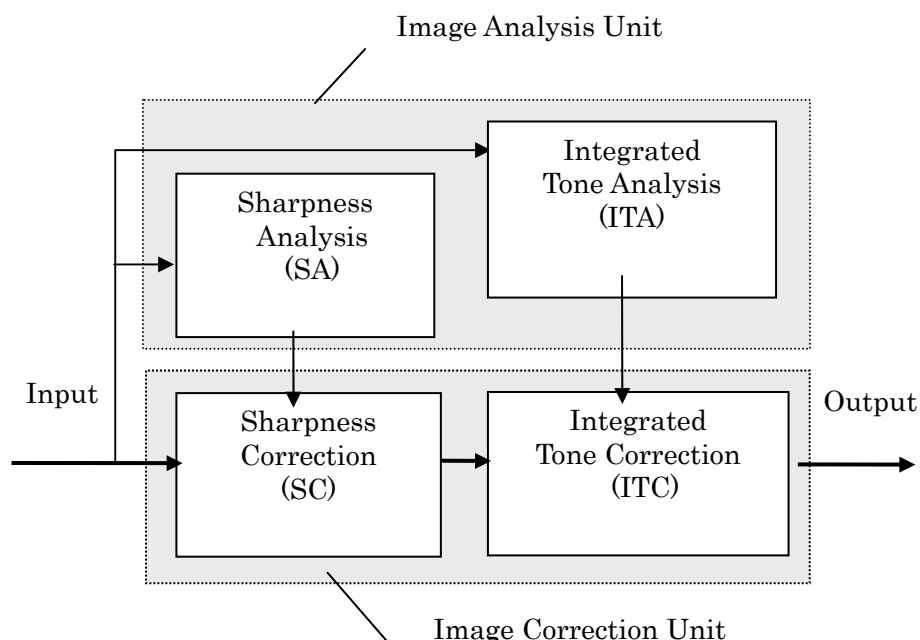 Image Analysis Unit
Integrated
Tone Analysis
(ITA)
Sharpness
Analysis
(SA)
Input
Sharpness
Correction
(SC)
Integrated
Tone Correction
(ITC)
Output
Image Correction Unit